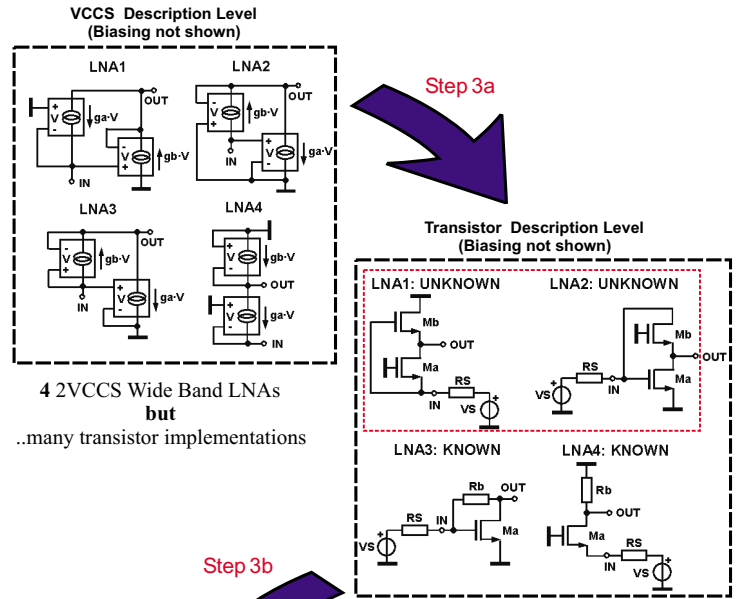 VCCS Description Level
(Biasing not shown)
LNA1
LNA2
+
V
-
ga·V
OUT
-
V
+
gb·V
IN
-
V
+
gb·V
OUT
+
V
-
ga·V
IN
LNA3
LNA4
-
V
+
gb·V
OUT
+
V
-
ga·V
IN
-
V
+
gb·V
OUT
+
V
-
ga·V
IN
4 2VCCS Wide Band LNAs
but
..many transistor implementations
Step 3a
Transistor Description Level
(Biasing not shown)
LNA1: UNKNOWN
LNA2: UNKNOWN
Mb
OUT
Ma
RS
IN
VS
+
Mb
OUT
RS
IN
Ma
VS
+
LNA3: KNOWN
LNA4: KNOWN
Rb
OUT
RS
IN
Ma
VS
+
Rb
OUT
Ma
RS
IN
VS
+
Step 3b